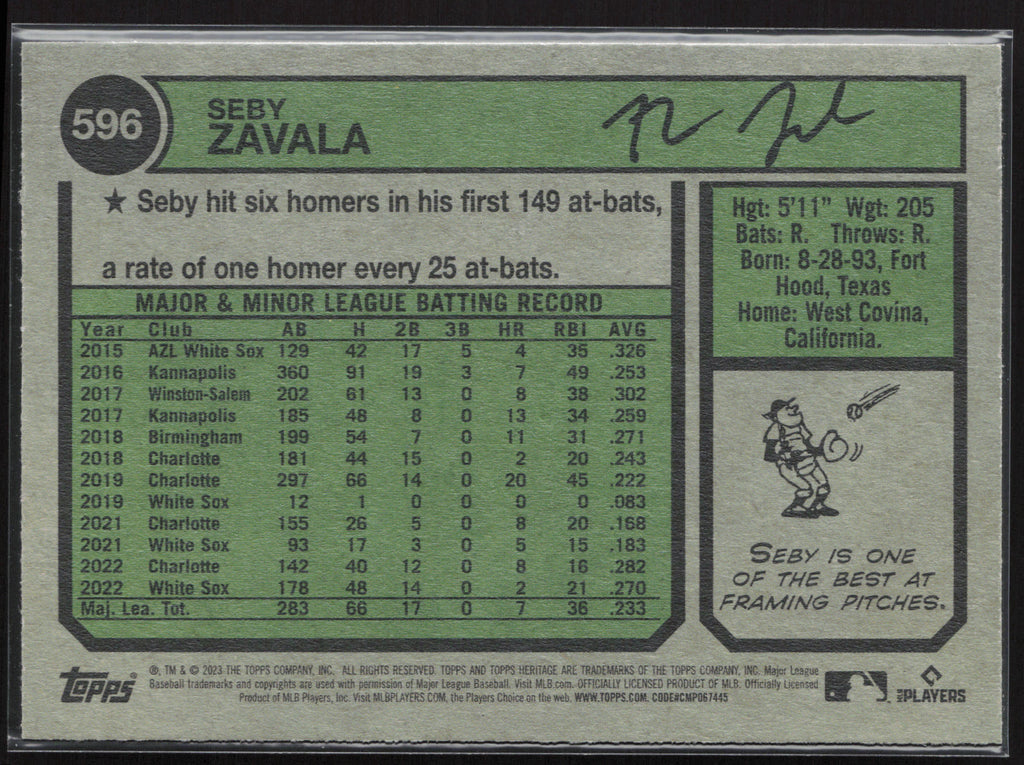 596
SEBY
ZAVALA
★ Seby hit six homers in his first 149 at-bats,
a rate of one homer every 25 at-bats.
MAJOR & MINOR LEAGUE BATTING RECORD
Year Club AB H 2B 3B HR RBI AVG
2015 AZL White Sox 129 42 17 5 4 35 .326
2016 Kannapolis 360 91 19 3 7 49 .253
2017 Winston-Salem 202 61 13 0 8 38 .302
2017 Kannapolis 185 48 8 0 13 34 .259
2018 Birmingham 199 54 7 0 11 31 .271
2018 Charlotte 181 44 15 0 2 20 .243
2019 Charlotte 297 66 14 0 20 45 .222
2019 White Sox 12 1 0 0 0 0 .083
2021 Charlotte 155 26 5 0 8 20 .168
2021 White Sox 93 17 3 0 5 15 .183
2022 Charlotte 142 40 12 0 8 16 .282
2022 White Sox 178 48 14 0 2 21 .270
Maj. Lea. Tot. 283 66 17 0 7 36 .233
Hgt: 5'11" Wgt: 205
Bats: R. Throws: R.
Born: 8-28-93, Fort
Hood, Texas
Home: West Covina,
California.
SEBY IS ONE
OF THE BEST AT
FRAMING PITCHES.
Topps
®, TM & © 2023 THE TOPPS COMPANY, INC. ALL RIGHTS RESERVED. TOPPS AND TOPPS HERITAGE ARE TRADEMARKS OF THE TOPPS COMPANY, INC. Major League
Baseball trademarks and copyrights are used with permission of Major League Baseball. Visit MLB.com. OFFICIALLY LICENSED PRODUCT OF MLB. Officially Licensed
Product of MLB Players, Inc. Visit MLBPLAYERS.COM, the Players Choice on the web. WWW.TOPPS.COM. CODE#CMP067445
MLB PLAYERS